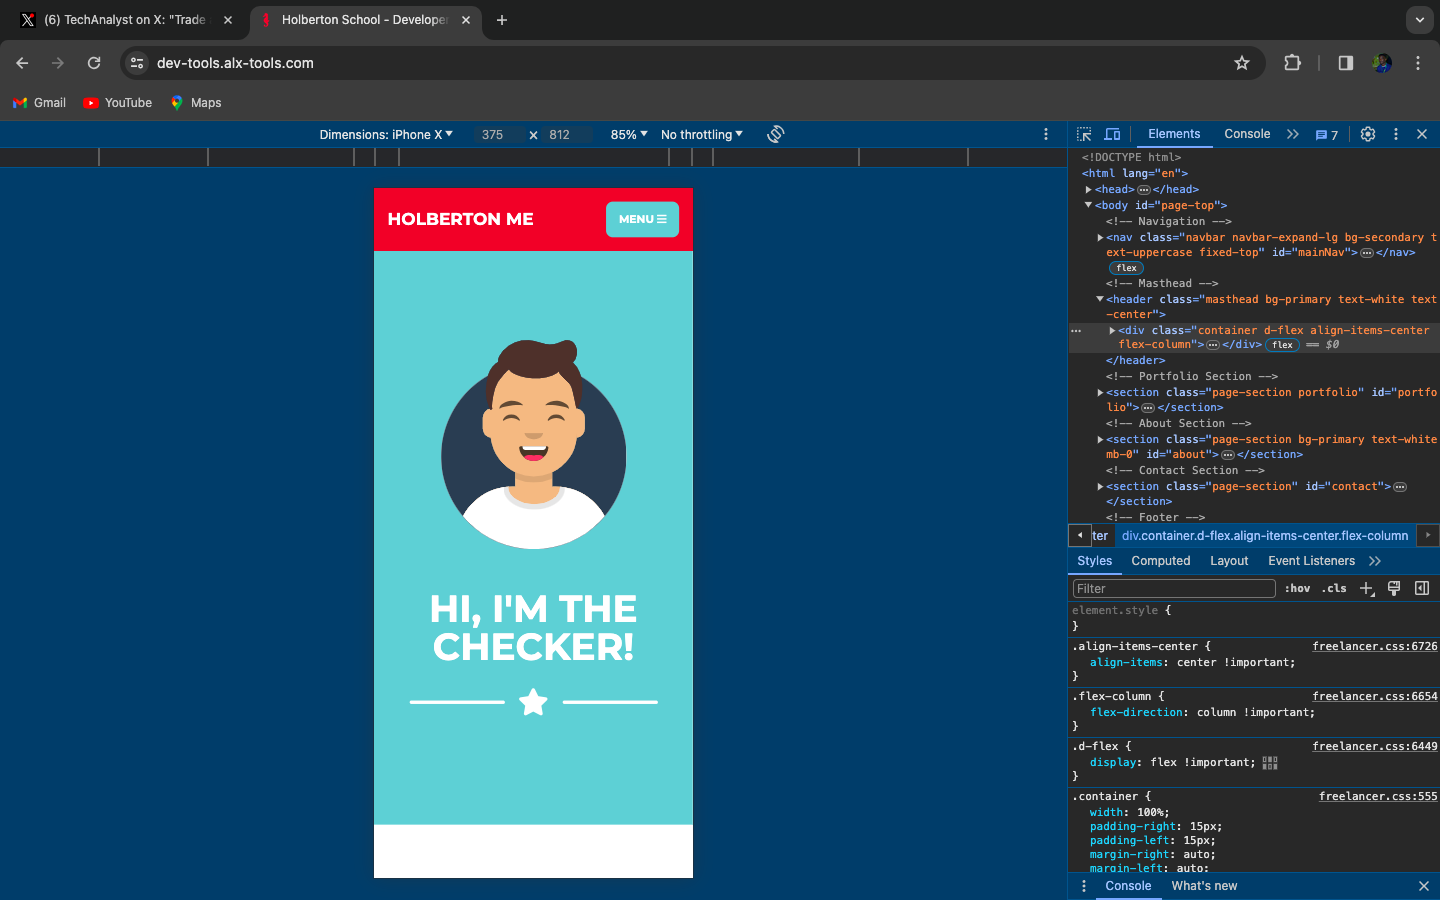 (6) TechAnalyst on X: "Trade
Holberton School - Developer
dev-tools.alx-tools.com
Gmail
YouTube
Maps
Dimensions: iPhone X
375
×
812
85%
No throttling
Elements
Console
7
HOLBERTON ME
MENU
HI, I'M THE
CHECKER!
<!DOCTYPE html>
<html lang="en">
<head> ⋯ </head>
<body id="page-top">
<!-- Navigation -->
<nav class="navbar navbar-expand-lg bg-secondary t
ext-uppercase fixed-top" id="mainNav"> ⋯ </nav>
flex
<!-- Masthead -->
<header class="masthead bg-primary text-white text
-center">
<div class="container d-flex align-items-center
flex-column"> ⋯ </div> flex == $0
</header>
<!-- Portfolio Section -->
<section class="page-section portfolio" id="portfo
lio"> ⋯ </section>
<!-- About Section -->
<section class="page-section bg-primary text-white
mb-0" id="about"> ⋯ </section>
<!-- Contact Section -->
<section class="page-section" id="contact"> ⋯
</section>
<!-- Footer -->
ter
div.container.d-flex.align-items-center.flex-column
Styles
Computed
Layout
Event Listeners
Filter
:hov
.cls
element.style {
}
.align-items-center {
freelancer.css:6726
align-items: center !important;
}
.flex-column {
freelancer.css:6654
flex-direction: column !important;
}
.d-flex {
freelancer.css:6449
display: flex !important;
}
.container {
freelancer.css:555
width: 100%;
padding-right: 15px;
padding-left: 15px;
margin-right: auto;
margin-left: auto;
Console
What's new